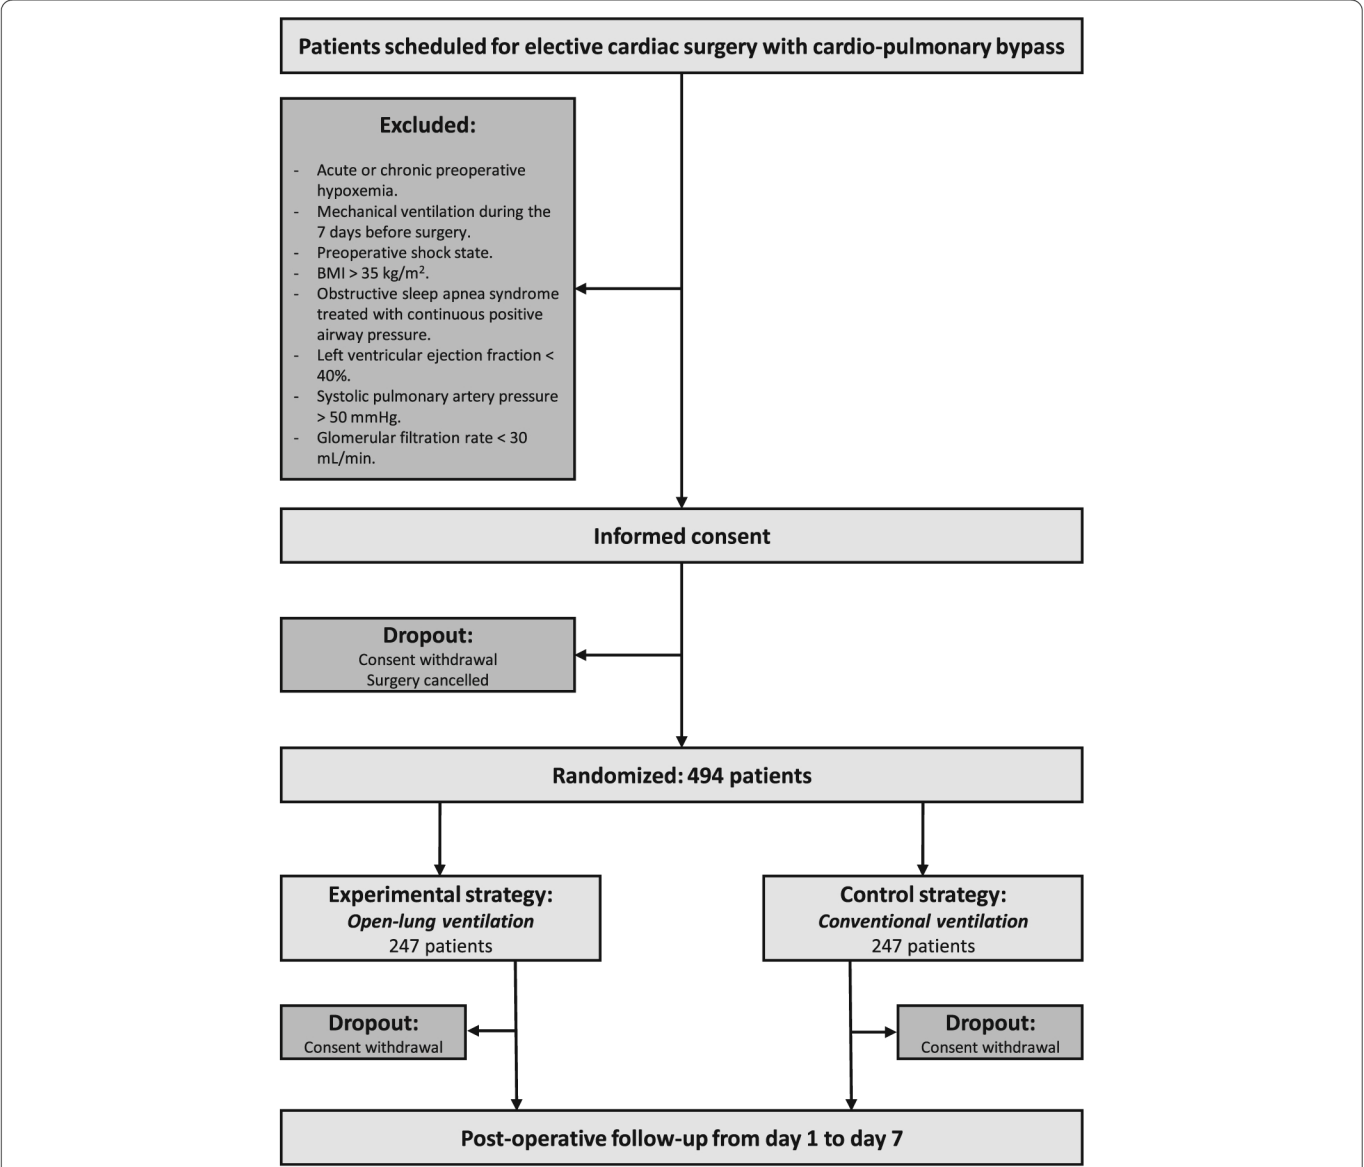 Patients scheduled for elective cardiac surgery with cardio-pulmonary bypass
Excluded:
- Acute or chronic preoperative
hypoxemia.
- Mechanical ventilation during the
7 days before surgery.
- Preoperative shock state.
- BMI > 35 kg/m².
- Obstructive sleep apnea syndrome
treated with continuous positive
airway pressure.
- Left ventricular ejection fraction <
40%.
- Systolic pulmonary artery pressure
> 50 mmHg.
- Glomerular filtration rate < 30
mL/min.
Informed consent
Dropout:
Consent withdrawal
Surgery cancelled
Randomized: 494 patients
Experimental strategy:
Open-lung ventilation
247 patients
Control strategy:
Conventional ventilation
247 patients
Dropout:
Consent withdrawal
Dropout:
Consent withdrawal
Post-operative follow-up from day 1 to day 7